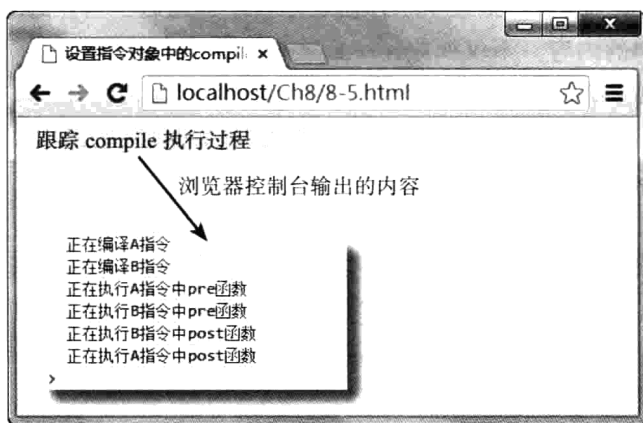 设置指令对象中的compil
localhost/Ch8/8-5.html
跟踪 compile 执行过程
浏览器控制台输出的内容
正在编译A指令
正在编译B指令
正在执行A指令中pre函数
正在执行B指令中pre函数
正在执行B指令中post函数
正在执行A指令中post函数
>